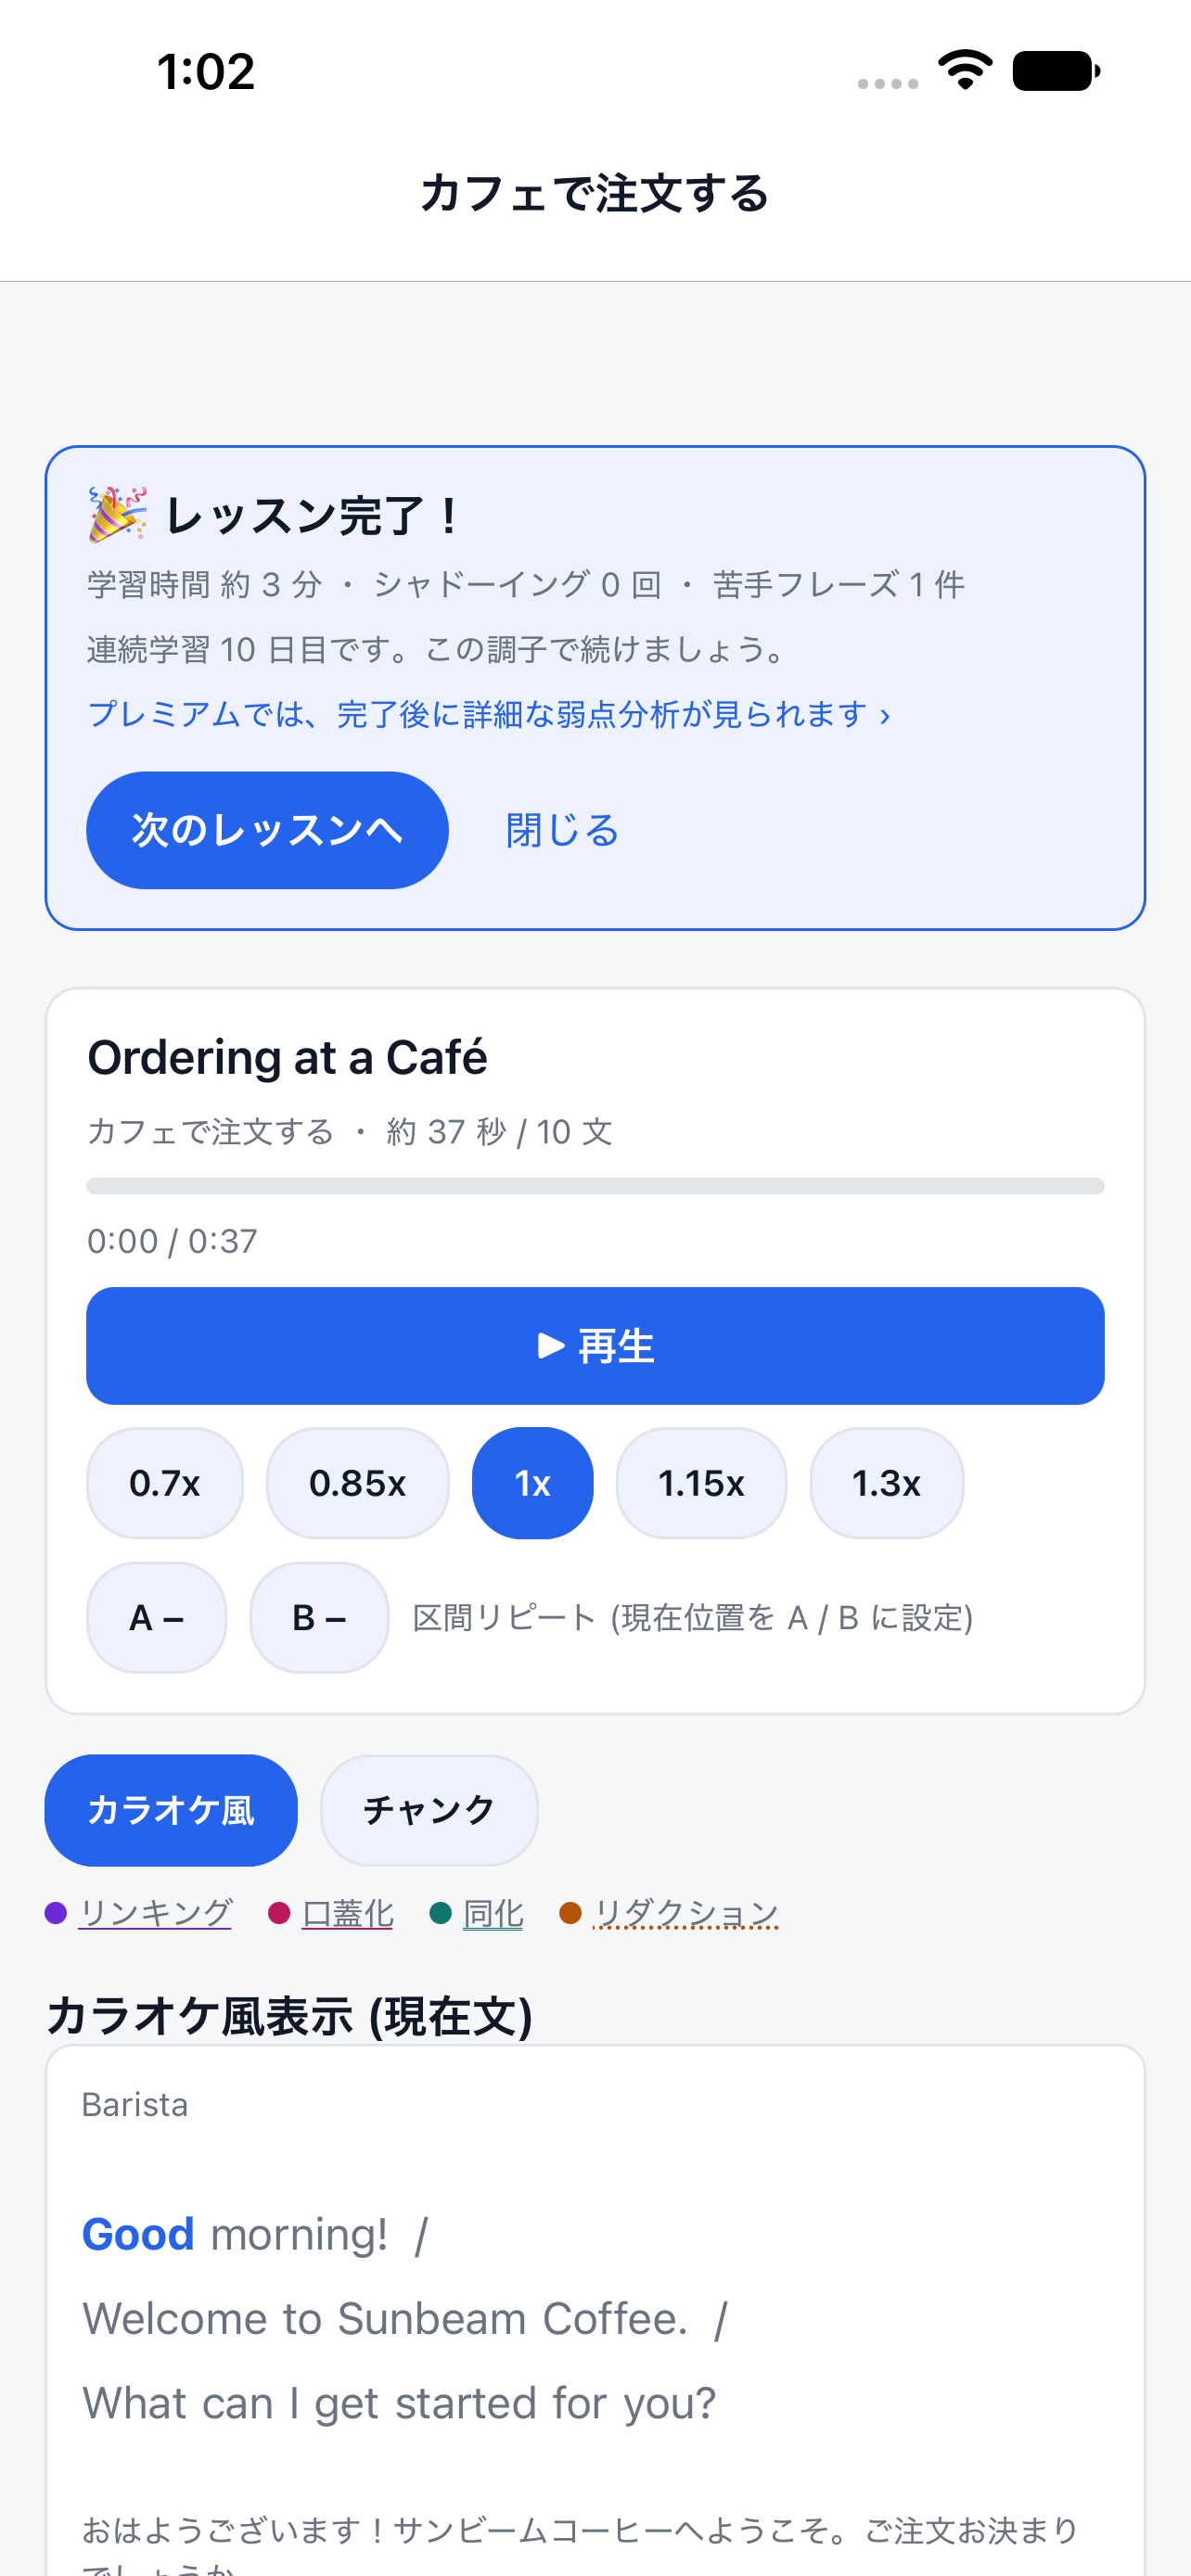 1:02
カフェで注文する
🎉 レッスン完了！
学習時間 約 3 分 ・ シャドーイング 0 回 ・ 苦手フレーズ 1 件
連続学習 10 日目です。この調子で続けましょう。
プレミアムでは、完了後に詳細な弱点分析が見られます ›
次のレッスンへ 閉じる
Ordering at a Café
カフェで注文する ・ 約 37 秒 / 10 文
0:00 / 0:37
▶ 再生
0.7x 0.85x 1x 1.15x 1.3x
A – B – 区間リピート (現在位置を A / B に設定)
カラオケ風 チャンク
リンキング 口蓋化 同化 リダクション
カラオケ風表示 (現在文)
Barista
Good morning! /
Welcome to Sunbeam Coffee. /
What can I get started for you?
おはようございます！サンビームコーヒーへようこそ。ご注文お決まり
でしょうか